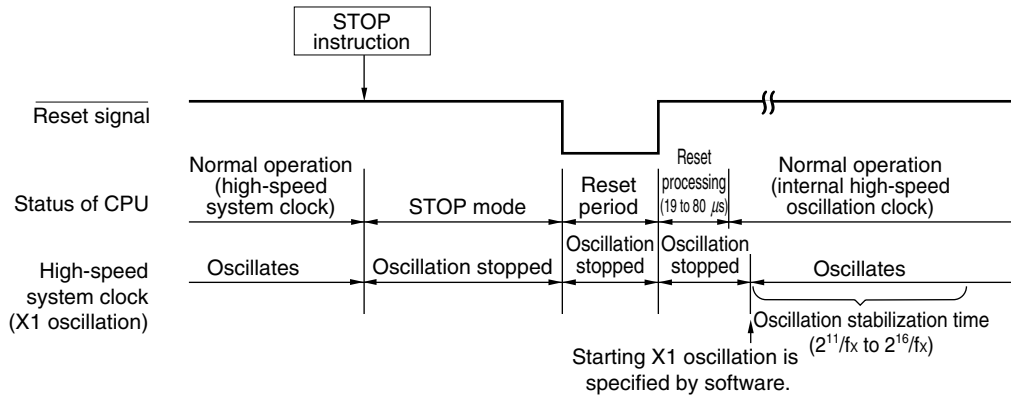 STOP
instruction
Reset signal
Status of CPU
Normal operation
(high-speed
system clock)
STOP mode
Reset
period
Reset
processing
(19 to 80 μs)
Normal operation
(internal high-speed
oscillation clock)
High-speed
system clock
(X1 oscillation)
Oscillates
Oscillation stopped
Oscillation
stopped
Oscillation
stopped
Oscillates
Oscillation stabilization time
(2¹¹/fx to 2¹⁶/fx)
Starting X1 oscillation is
specified by software.